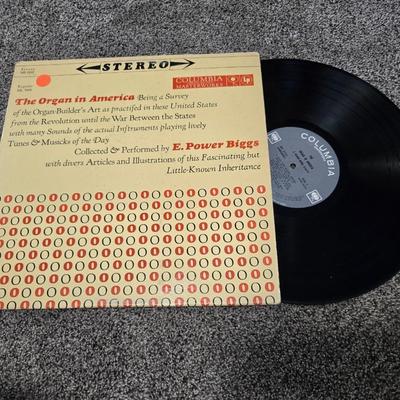 STEREO
COLUMBIA
MASTERWORKS
The Organ in America Being a Survey
of the Organ-Builder's Art as practifed in these United States
from the Revolution until the War Between the States
with many Sounds of the actual Inftruments playing lively
Tunes & Musicks of the Day
Collected & Performed by E. Power Biggs
with divers Articles and Illustrations of this Fascinating but
Little-Known Inheritance
COLUMBIA